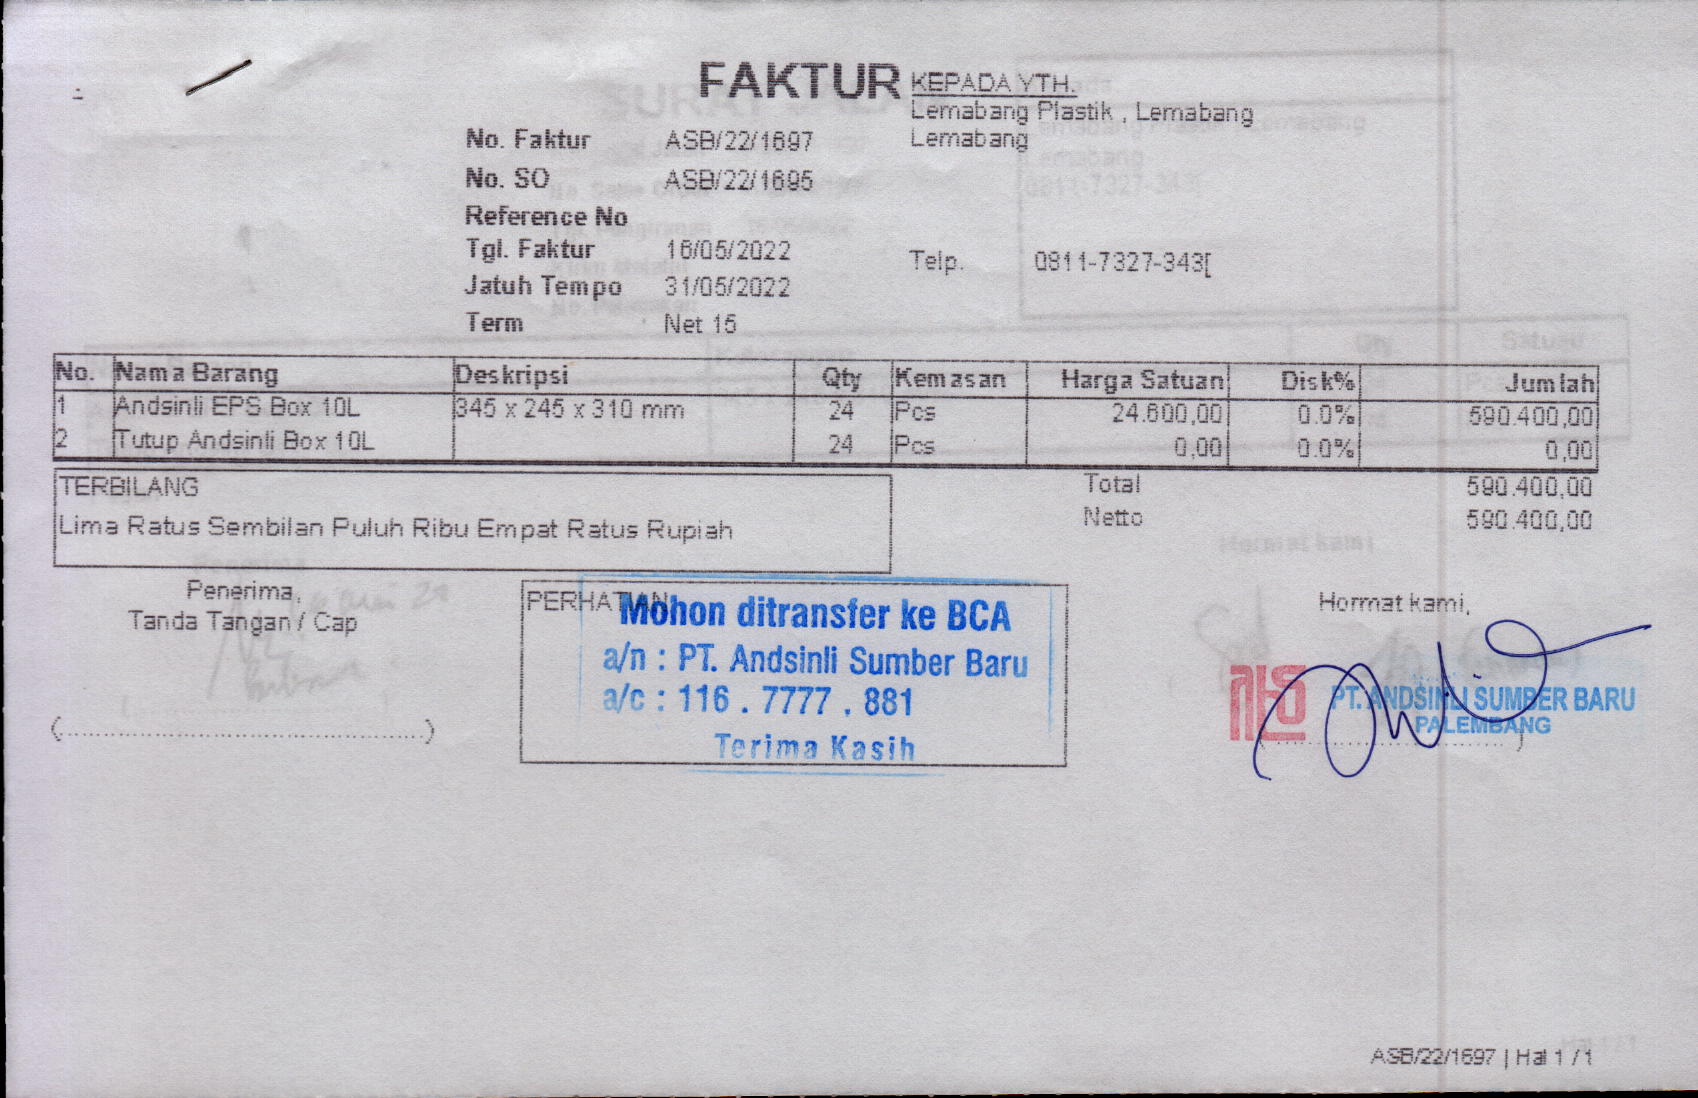 FAKTUR
KEPADA YTH.
Lemabang Plastik , Lemabang
Lemabang
No. Faktur ASB/22/1697
No. SO ASB/22/1695
Reference No
Tgl. Faktur 16/05/2022
Telp. 0811-7327-343[
Jatuh Tempo 31/05/2022
Term Net 15
No. Nama Barang Deskripsi Qty Kemasan Harga Satuan Disk% Jumlah
1 Andsinli EPS Box 10L 345 x 245 x 310 mm 24 Pcs 24.600,00 0.0% 590.400,00
2 Tutup Andsinli Box 10L 24 Pcs 0,00 0.0% 0,00
TERBILANG
Lima Ratus Sembilan Puluh Ribu Empat Ratus Rupiah
Total 590.400,00
Netto 590.400,00
Penerima,
Tanda Tangan / Cap
(..................................................)
PERHATIAN
Mohon ditransfer ke BCA
a/n : PT. Andsinli Sumber Baru
a/c : 116 . 7777 . 881
Terima Kasih
Hormat kami,
PT. ANDSINLI SUMBER BARU
PALEMBANG
ASB/22/1697 | Hal 1 / 1